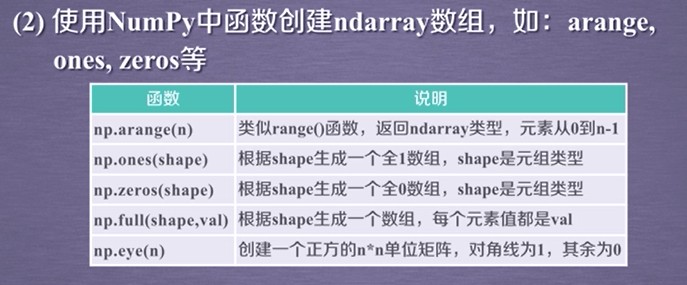 (2) 使用NumPy中函数创建ndarray数组，如：arange,
ones, zeros等
函数 说明
np.arange(n) 类似range()函数，返回ndarray类型，元素从0到n-1
np.ones(shape) 根据shape生成一个全1数组，shape是元组类型
np.zeros(shape) 根据shape生成一个全0数组，shape是元组类型
np.full(shape,val) 根据shape生成一个数组，每个元素值都是val
np.eye(n) 创建一个正方的n*n单位矩阵，对角线为1，其余为0